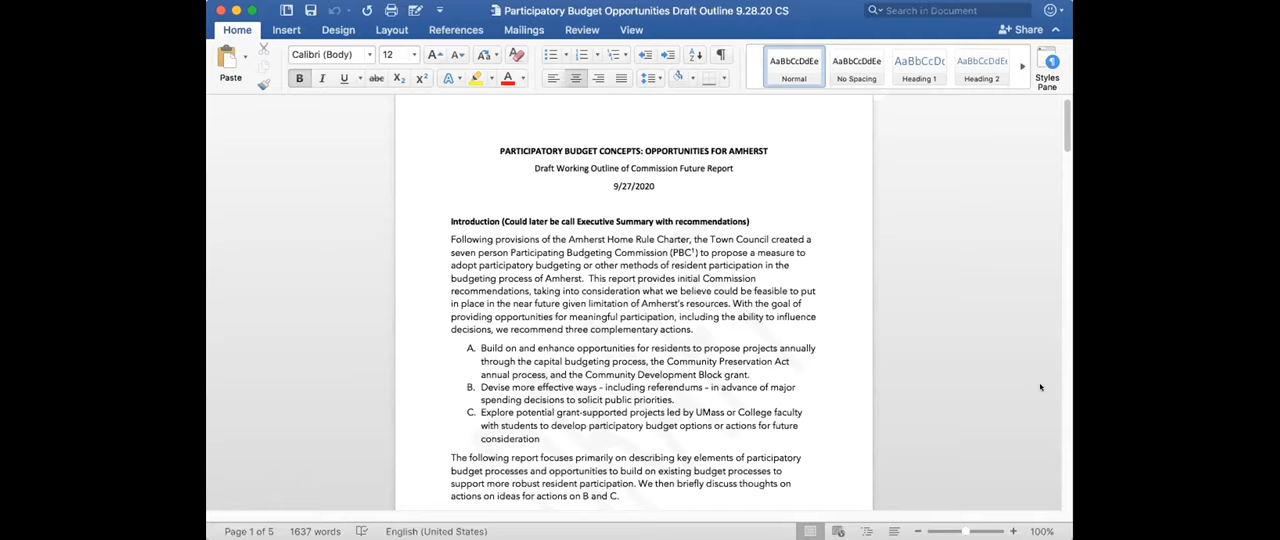 Participatory Budget Opportunities Draft Outline 9.28.20 CS
Search in Document
Home Insert Design Layout References Mailings Review View
Share
Paste
Calibri (Body) 12
AaBbCcDdEe AaBbCcDdEe AaBbCcDc AaBbCcDdEe
Normal No Spacing Heading 1 Heading 2
Styles Pane
PARTICIPATORY BUDGET CONCEPTS: OPPORTUNITIES FOR AMHERST
Draft Working Outline of Commission Future Report
9/27/2020
Introduction (Could later be call Executive Summary with recommendations)
Following provisions of the Amherst Home Rule Charter, the Town Council created a
seven person Participating Budgeting Commission (PBC¹) to propose a measure to
adopt participatory budgeting or other methods of resident participation in the
budgeting process of Amherst. This report provides initial Commission
recommendations, taking into consideration what we believe could be feasible to put
in place in the near future given limitation of Amherst's resources. With the goal of
providing opportunities for meaningful participation, including the ability to influence
decisions, we recommend three complementary actions.
A. Build on and enhance opportunities for residents to propose projects annually
through the capital budgeting process, the Community Preservation Act
annual process, and the Community Development Block grant.
B. Devise more effective ways - including referendums - in advance of major
spending decisions to solicit public priorities.
C. Explore potential grant-supported projects led by UMass or College faculty
with students to develop participatory budget options or actions for future
consideration
The following report focuses primarily on describing key elements of participatory
budget processes and opportunities to build on existing budget processes to
support more robust resident participation. We then briefly discuss thoughts on
actions on ideas for actions on B and C.
Page 1 of 5 1637 words English (United States) 100%